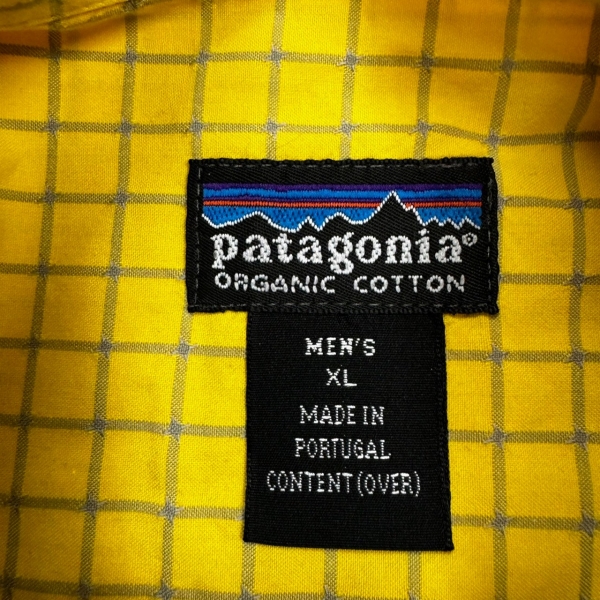 patagonia®
ORGANIC COTTON
MEN'S
XL
MADE IN
PORTUGAL
CONTENT (OVER)